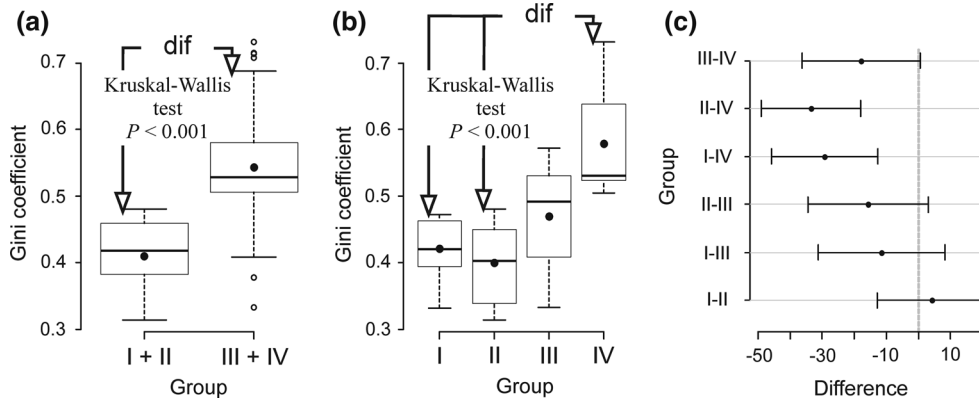 (a)
dif
Kruskal-Wallis
test
P < 0.001
Gini coefficient
0.7
0.6
0.5
0.4
0.3
I + II
III + IV
Group
(b)
dif
Kruskal-Wallis
test
P < 0.001
Gini coefficient
0.7
0.6
0.5
0.4
0.3
I
II
III
IV
Group
(c)
Group
III-IV
II-IV
I-IV
II-III
I-III
I-II
-50
-30
-10
10
Difference